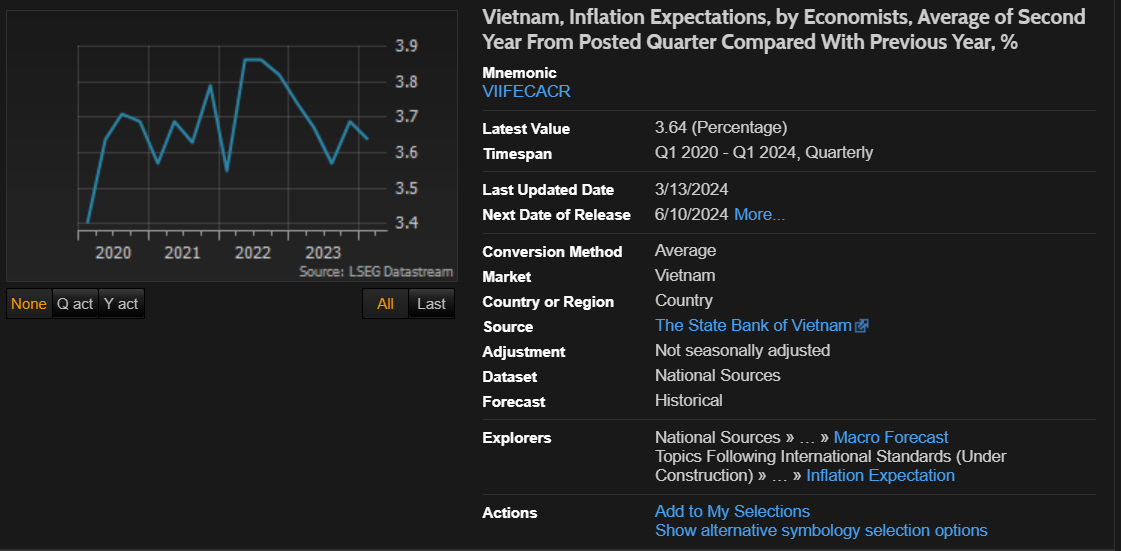 Vietnam, Inflation Expectations, by Economists, Average of Second
Year From Posted Quarter Compared With Previous Year, %
Mnemonic
VIIFECACR
Latest Value 3.64 (Percentage)
Timespan Q1 2020 - Q1 2024, Quarterly
Last Updated Date 3/13/2024
Next Date of Release 6/10/2024 More...
Conversion Method Average
Market Vietnam
Country or Region Country
Source The State Bank of Vietnam
Adjustment Not seasonally adjusted
Dataset National Sources
Forecast Historical
Explorers National Sources » … » Macro Forecast
Topics Following International Standards (Under
Construction) » … » Inflation Expectation
Actions Add to My Selections
Show alternative symbology selection options
3.9
3.8
3.7
3.6
3.5
3.4
2020 2021 2022 2023
Source: LSEG Datastream
None Q act Y act All Last